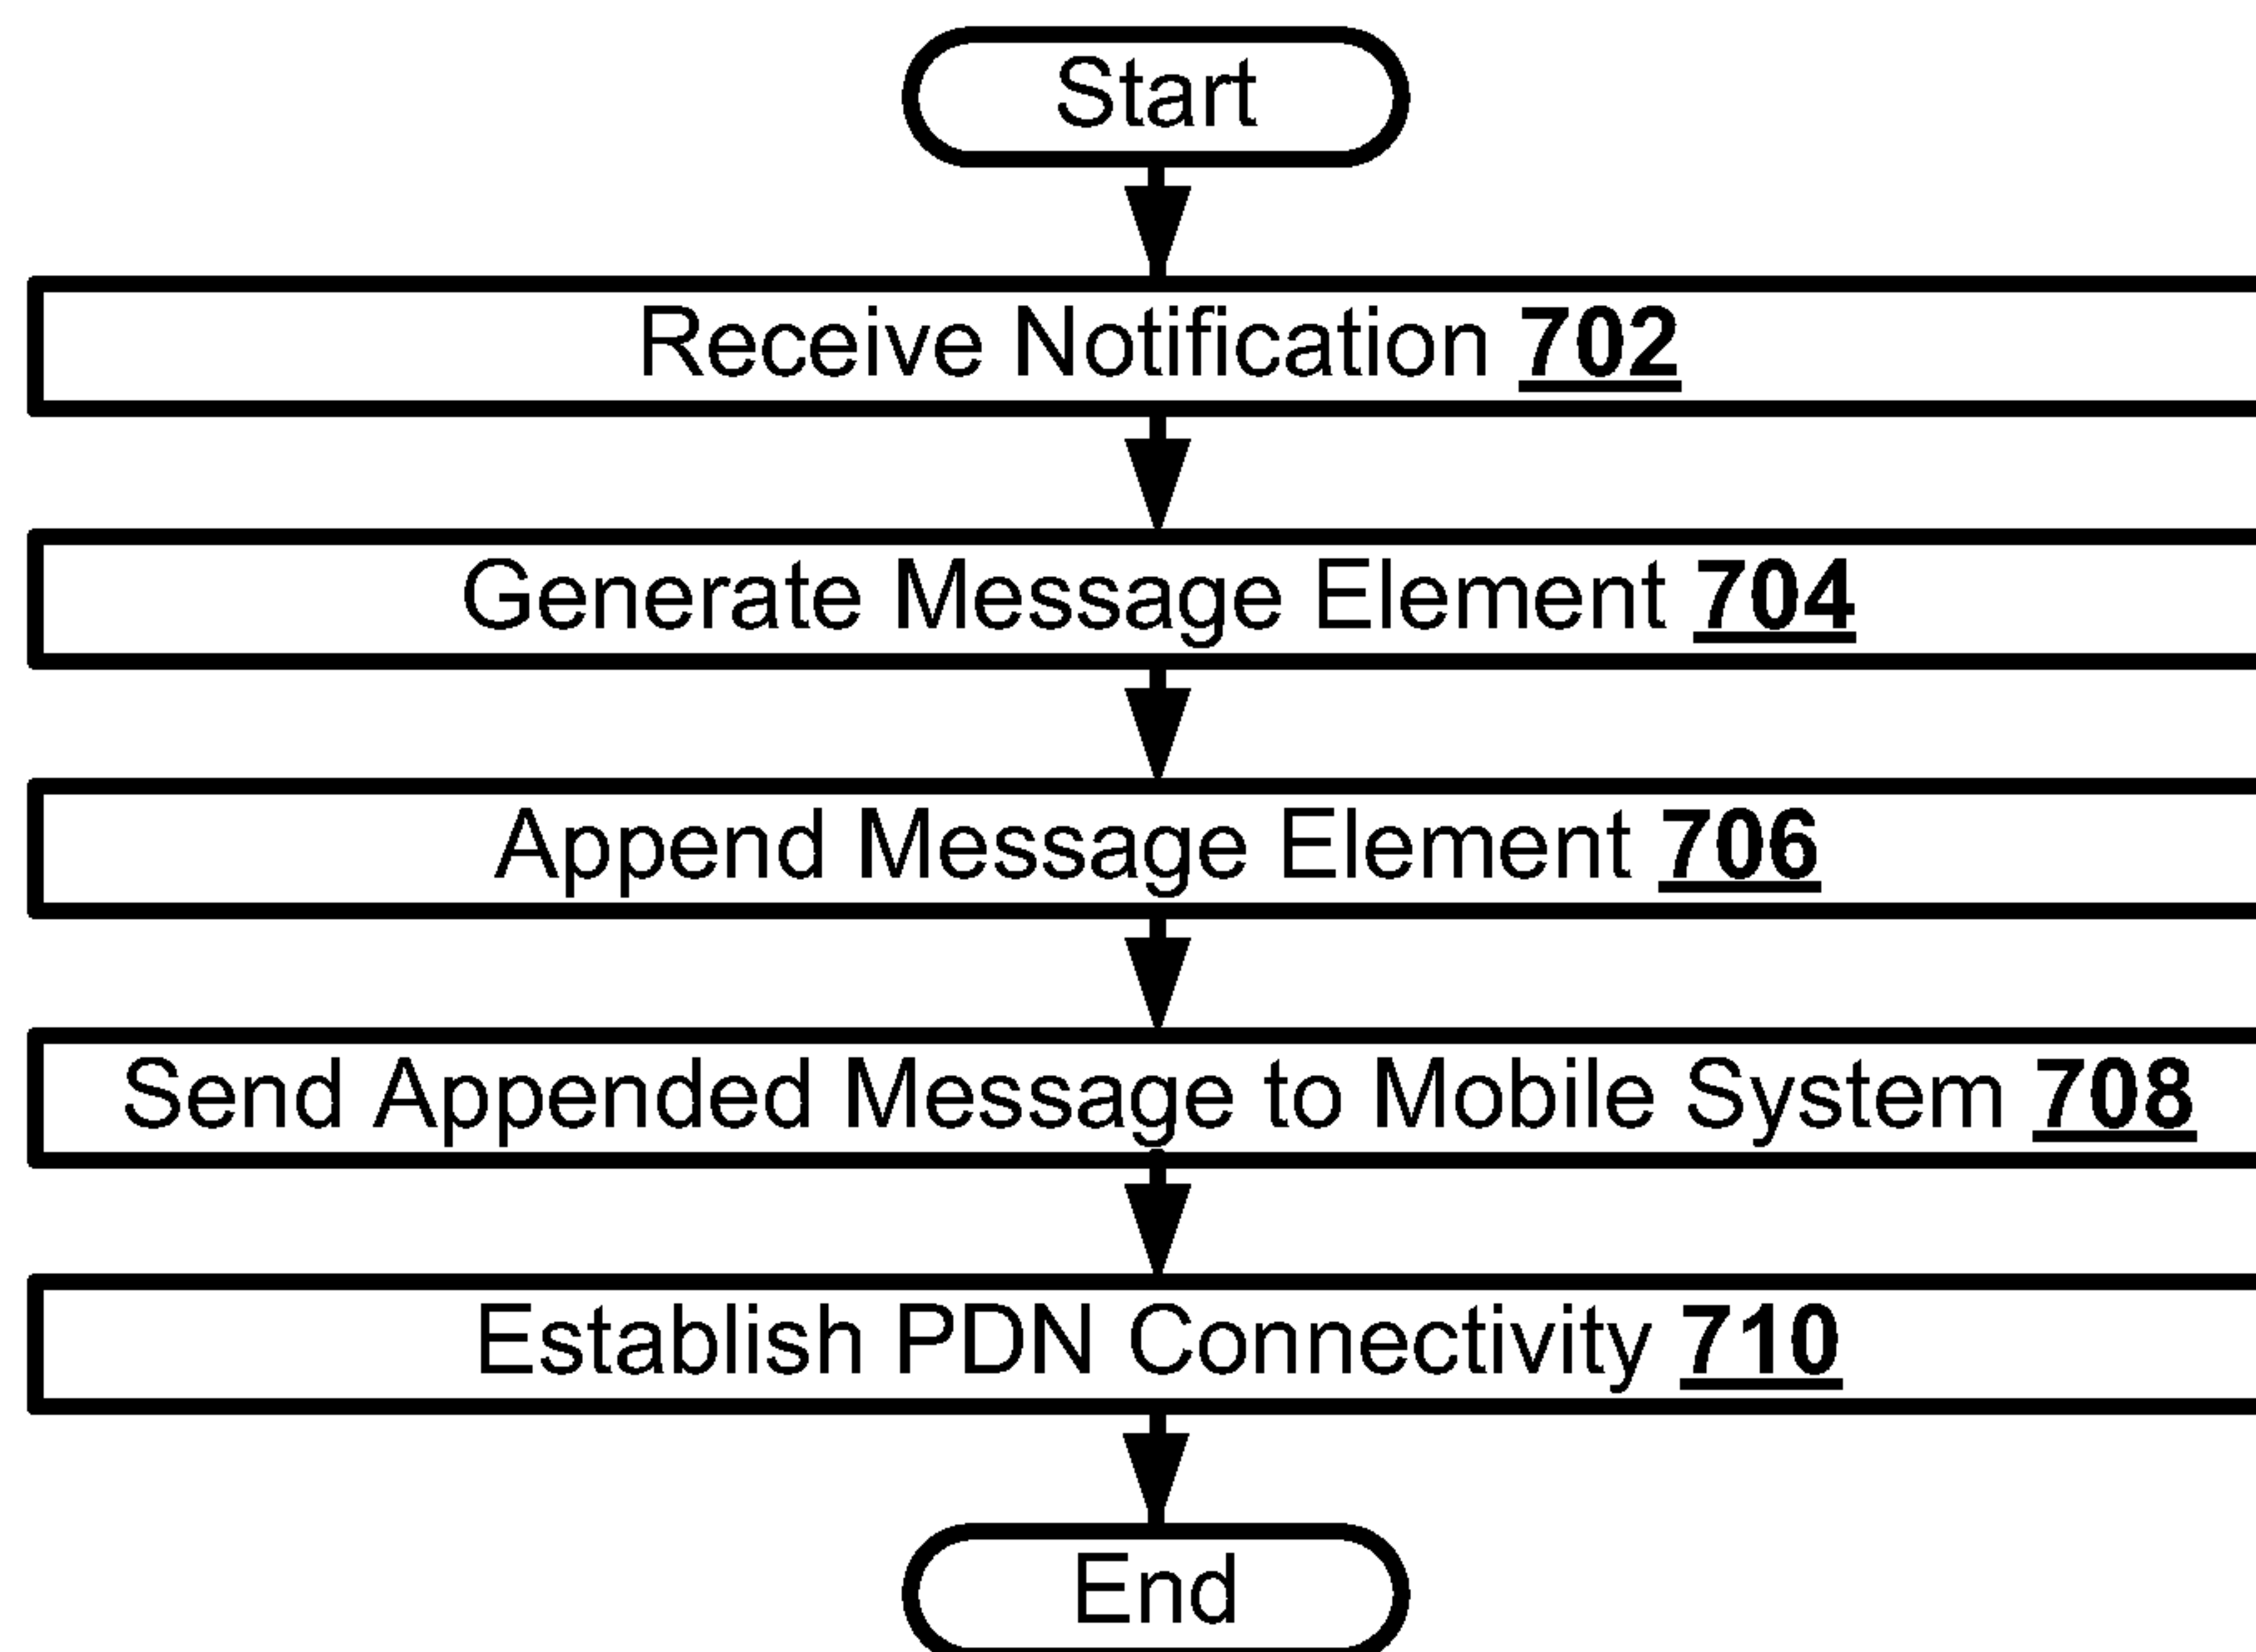 Start
Receive Notification 702
Generate Message Element 704
Append Message Element 706
Send Appended Message to Mobile System 708
Establish PDN Connectivity 710
End